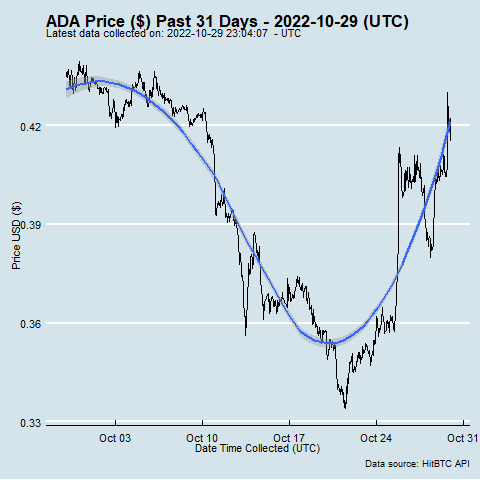 ADA Price ($) Past 31 Days - 2022-10-29 (UTC)
Latest data collected on: 2022-10-29 23:04:07 - UTC
0.42
0.39
0.36
0.33
Price USD ($)
Oct 03 Oct 10 Oct 17 Oct 24 Oct 31
Date Time Collected (UTC)
Data source: HitBTC API